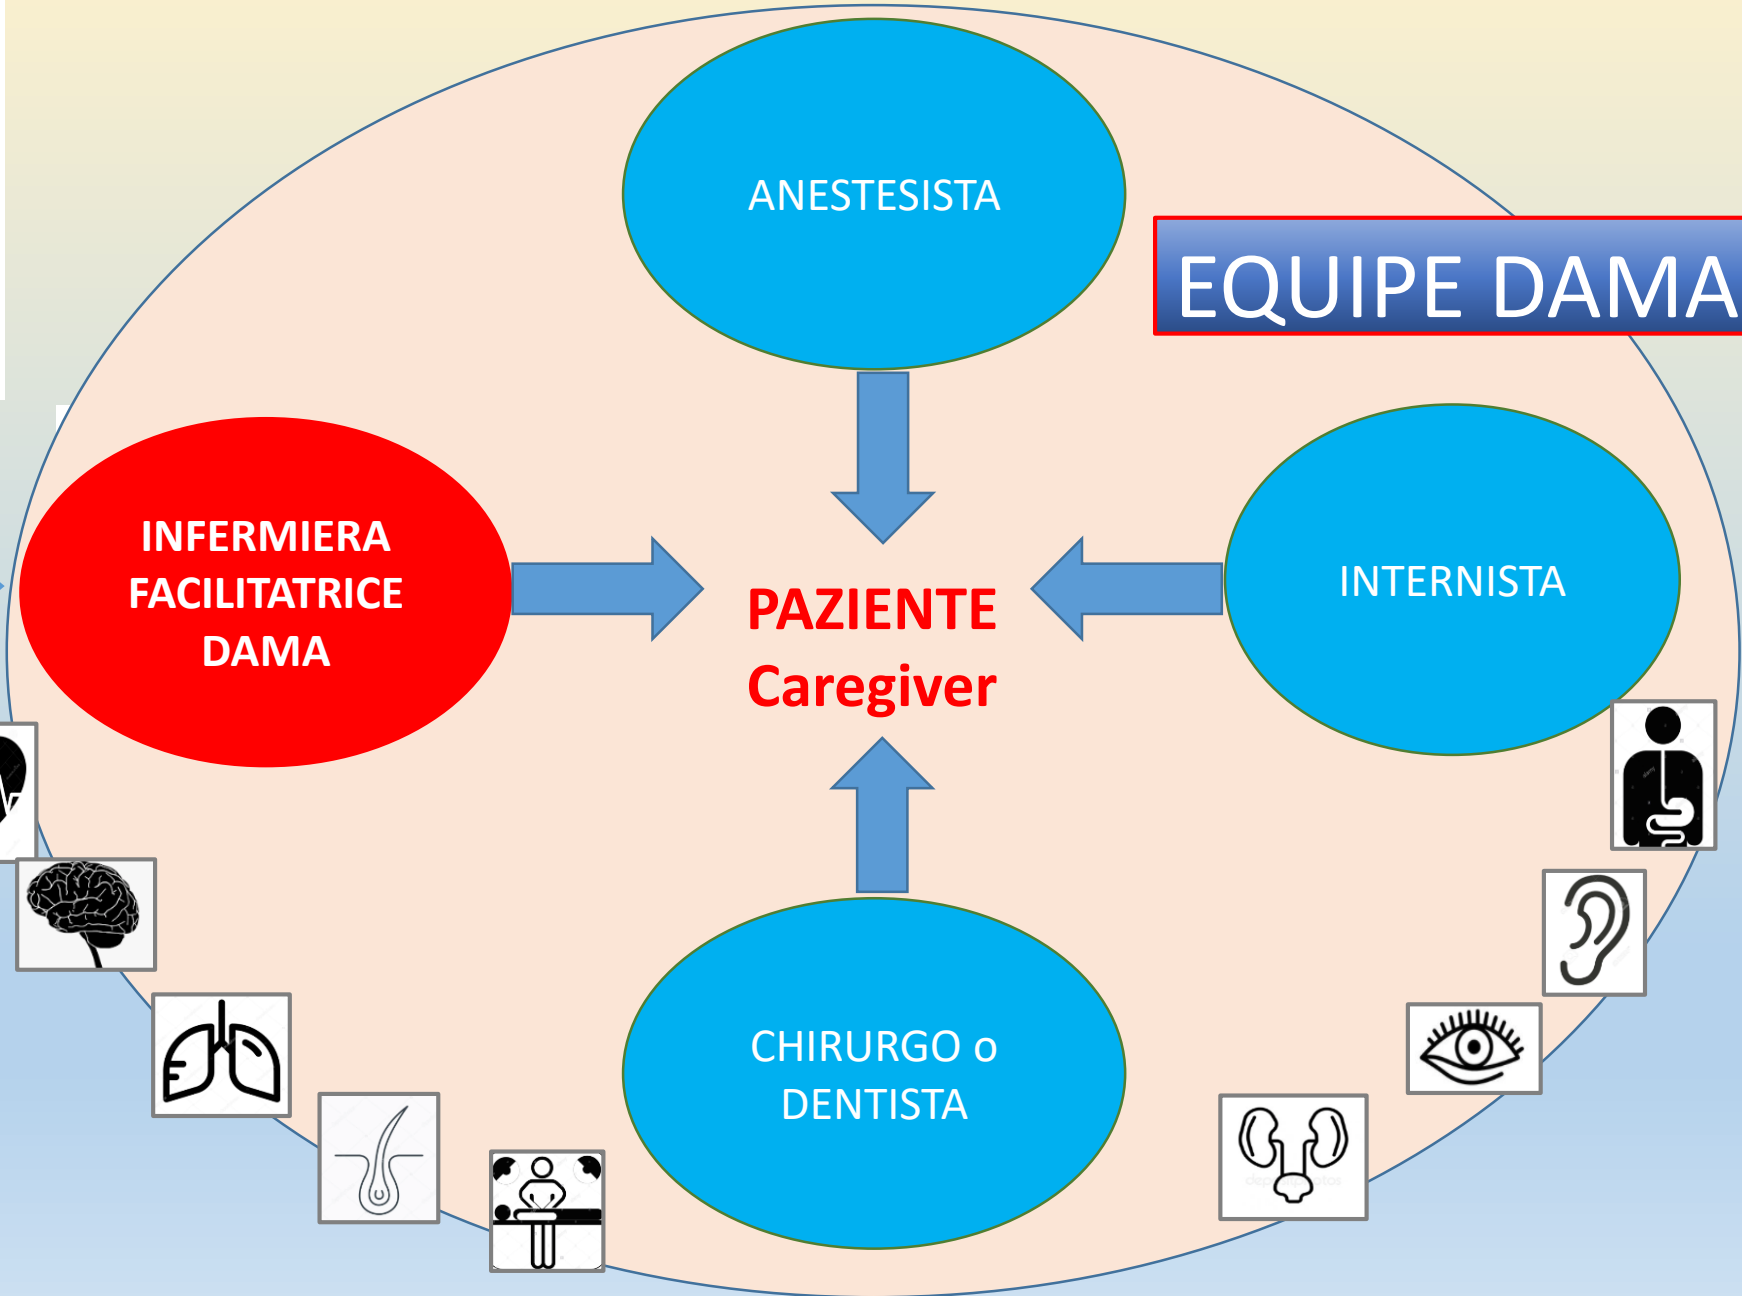 ANESTESISTA
EQUIPE DAMA
INFERMIERA
FACILITATRICE
DAMA
PAZIENTE
Caregiver
INTERNISTA
CHIRURGO o
DENTISTA